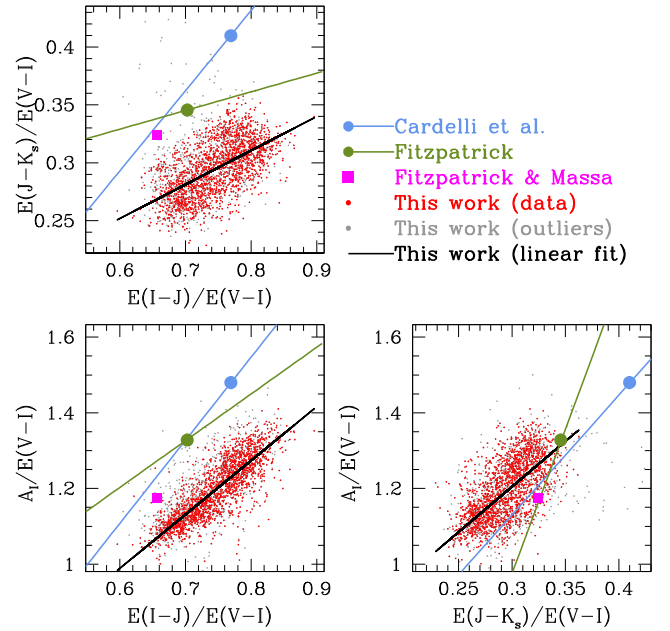 0.4
0.35
0.3
0.25
E(J−Ks)/E(V−I)
0.6 0.7 0.8 0.9
E(I−J)/E(V−I)
Cardelli et al.
Fitzpatrick
Fitzpatrick & Massa
This work (data)
This work (outliers)
This work (linear fit)
1.6
1.4
1.2
1
AI/E(V−I)
0.6 0.7 0.8 0.9
E(I−J)/E(V−I)
1.6
1.4
1.2
1
AI/E(V−I)
0.25 0.3 0.35 0.4
E(J−Ks)/E(V−I)